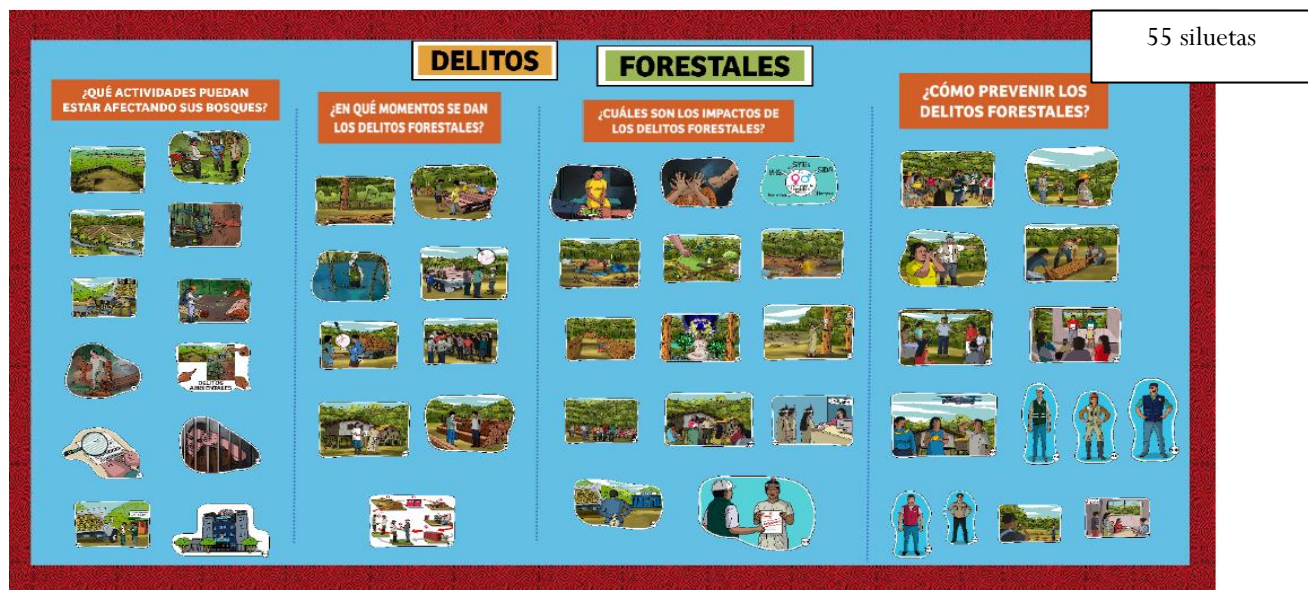 55 siluetas
DELITOS FORESTALES
¿QUÉ ACTIVIDADES PUEDAN
ESTAR AFECTANDO SUS BOSQUES?
¿EN QUÉ MOMENTOS SE DAN
LOS DELITOS FORESTALES?
¿CUÁLES SON LOS IMPACTOS DE
LOS DELITOS FORESTALES?
¿CÓMO PREVENIR LOS
DELITOS FORESTALES?
SIDA
DELITOS
AMBIENTALES